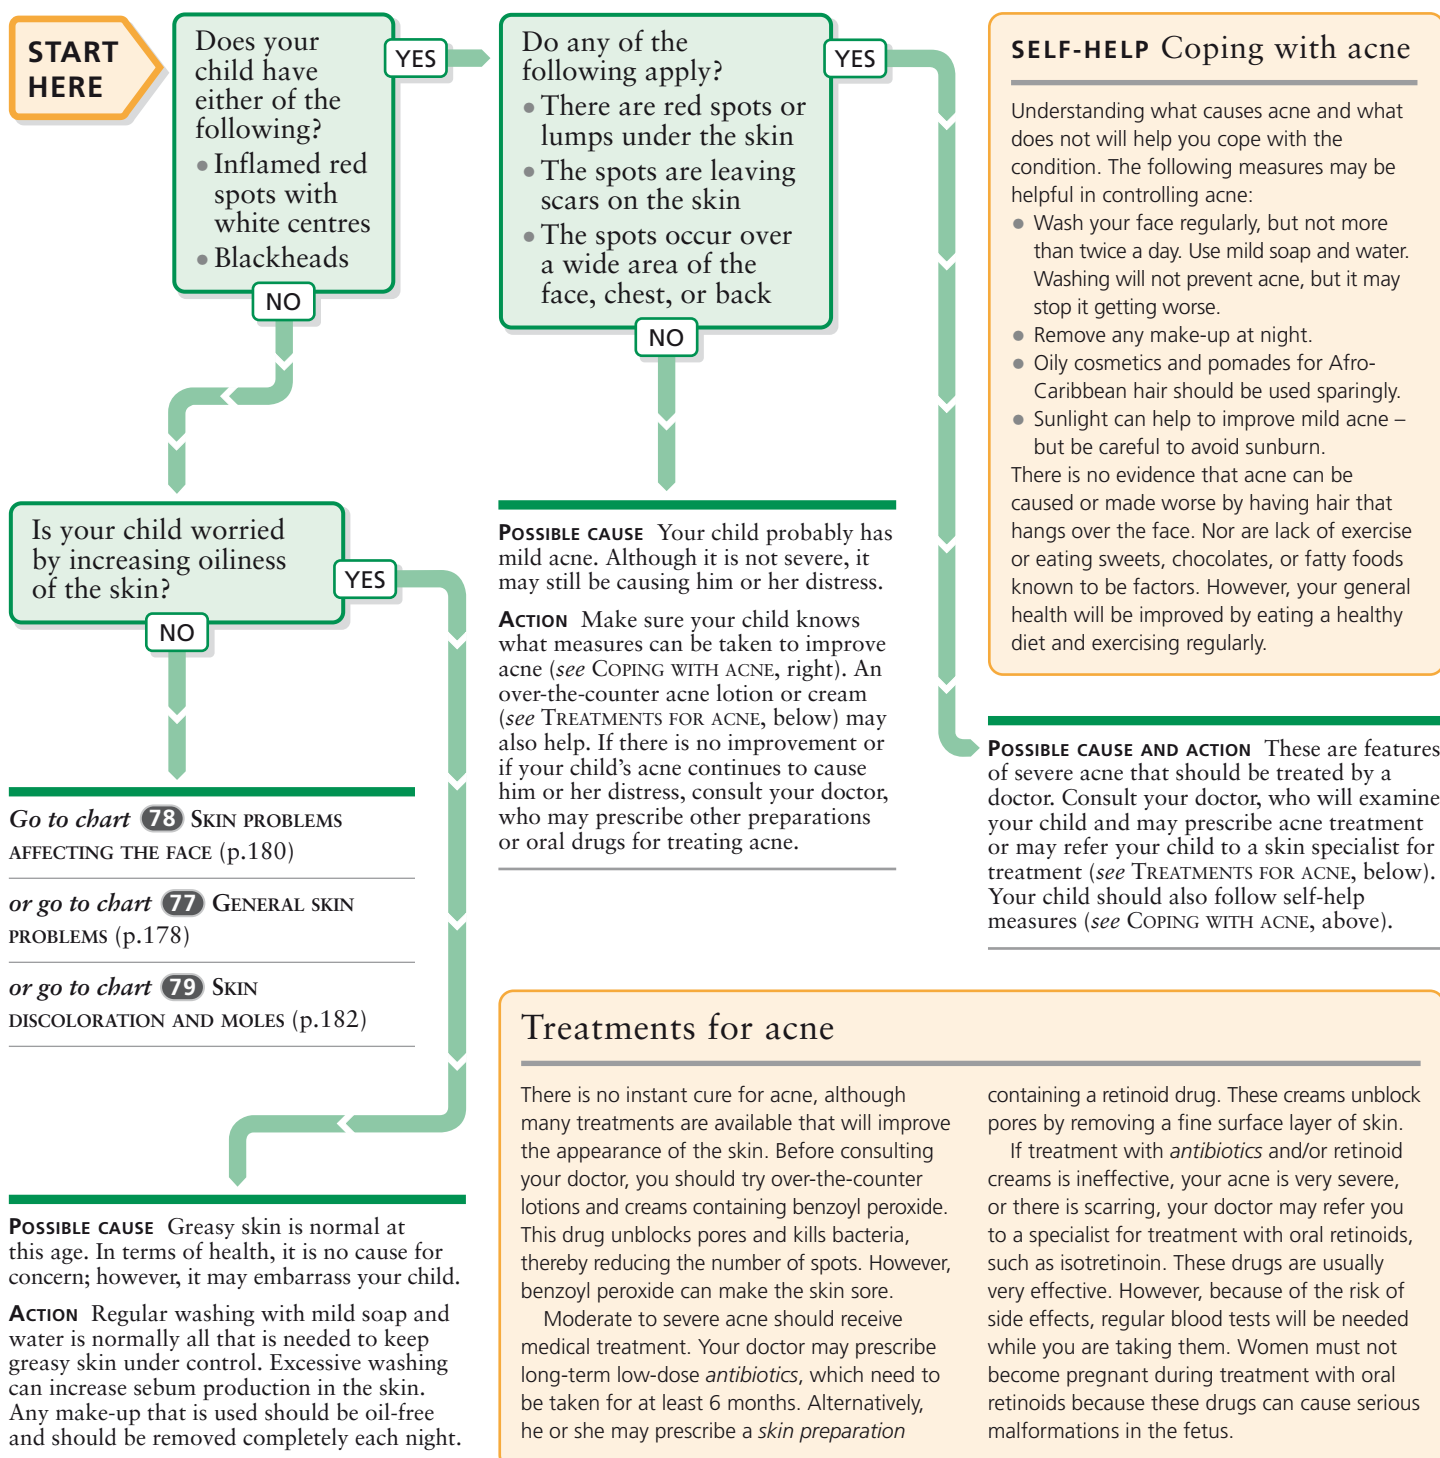 START
HERE
Does your
child have
either of the
following?
• Inflamed red
spots with
white centres
• Blackheads
YES
NO
Do any of the
following apply?
• There are red spots or
lumps under the skin
• The spots are leaving
scars on the skin
• The spots occur over
a wide area of the
face, chest, or back
YES
NO
Is your child worried
by increasing oiliness
of the skin?
YES
NO
Go to chart 78 SKIN PROBLEMS
AFFECTING THE FACE (p.180)
or go to chart 77 GENERAL SKIN
PROBLEMS (p.178)
or go to chart 79 SKIN
DISCOLORATION AND MOLES (p.182)
POSSIBLE CAUSE Greasy skin is normal at
this age. In terms of health, it is no cause for
concern; however, it may embarrass your child.
ACTION Regular washing with mild soap and
water is normally all that is needed to keep
greasy skin under control. Excessive washing
can increase sebum production in the skin.
Any make-up that is used should be oil-free
and should be removed completely each night.
POSSIBLE CAUSE Your child probably has
mild acne. Although it is not severe, it
may still be causing him or her distress.
ACTION Make sure your child knows
what measures can be taken to improve
acne (see COPING WITH ACNE, right). An
over-the-counter acne lotion or cream
(see TREATMENTS FOR ACNE, below) may
also help. If there is no improvement or
if your child's acne continues to cause
him or her distress, consult your doctor,
who may prescribe other preparations
or oral drugs for treating acne.
SELF-HELP Coping with acne
Understanding what causes acne and what
does not will help you cope with the
condition. The following measures may be
helpful in controlling acne:
• Wash your face regularly, but not more
than twice a day. Use mild soap and water.
Washing will not prevent acne, but it may
stop it getting worse.
• Remove any make-up at night.
• Oily cosmetics and pomades for Afro-
Caribbean hair should be used sparingly.
• Sunlight can help to improve mild acne –
but be careful to avoid sunburn.
There is no evidence that acne can be
caused or made worse by having hair that
hangs over the face. Nor are lack of exercise
or eating sweets, chocolates, or fatty foods
known to be factors. However, your general
health will be improved by eating a healthy
diet and exercising regularly.
POSSIBLE CAUSE AND ACTION These are features
of severe acne that should be treated by a
doctor. Consult your doctor, who will examine
your child and may prescribe acne treatment
or may refer your child to a skin specialist for
treatment (see TREATMENTS FOR ACNE, below).
Your child should also follow self-help
measures (see COPING WITH ACNE, above).
Treatments for acne
There is no instant cure for acne, although
many treatments are available that will improve
the appearance of the skin. Before consulting
your doctor, you should try over-the-counter
lotions and creams containing benzoyl peroxide.
This drug unblocks pores and kills bacteria,
thereby reducing the number of spots. However,
benzoyl peroxide can make the skin sore.
Moderate to severe acne should receive
medical treatment. Your doctor may prescribe
long-term low-dose antibiotics, which need to
be taken for at least 6 months. Alternatively,
he or she may prescribe a skin preparation
containing a retinoid drug. These creams unblock
pores by removing a fine surface layer of skin.
If treatment with antibiotics and/or retinoid
creams is ineffective, your acne is very severe,
or there is scarring, your doctor may refer you
to a specialist for treatment with oral retinoids,
such as isotretinoin. These drugs are usually
very effective. However, because of the risk of
side effects, regular blood tests will be needed
while you are taking them. Women must not
become pregnant during treatment with oral
retinoids because these drugs can cause serious
malformations in the fetus.